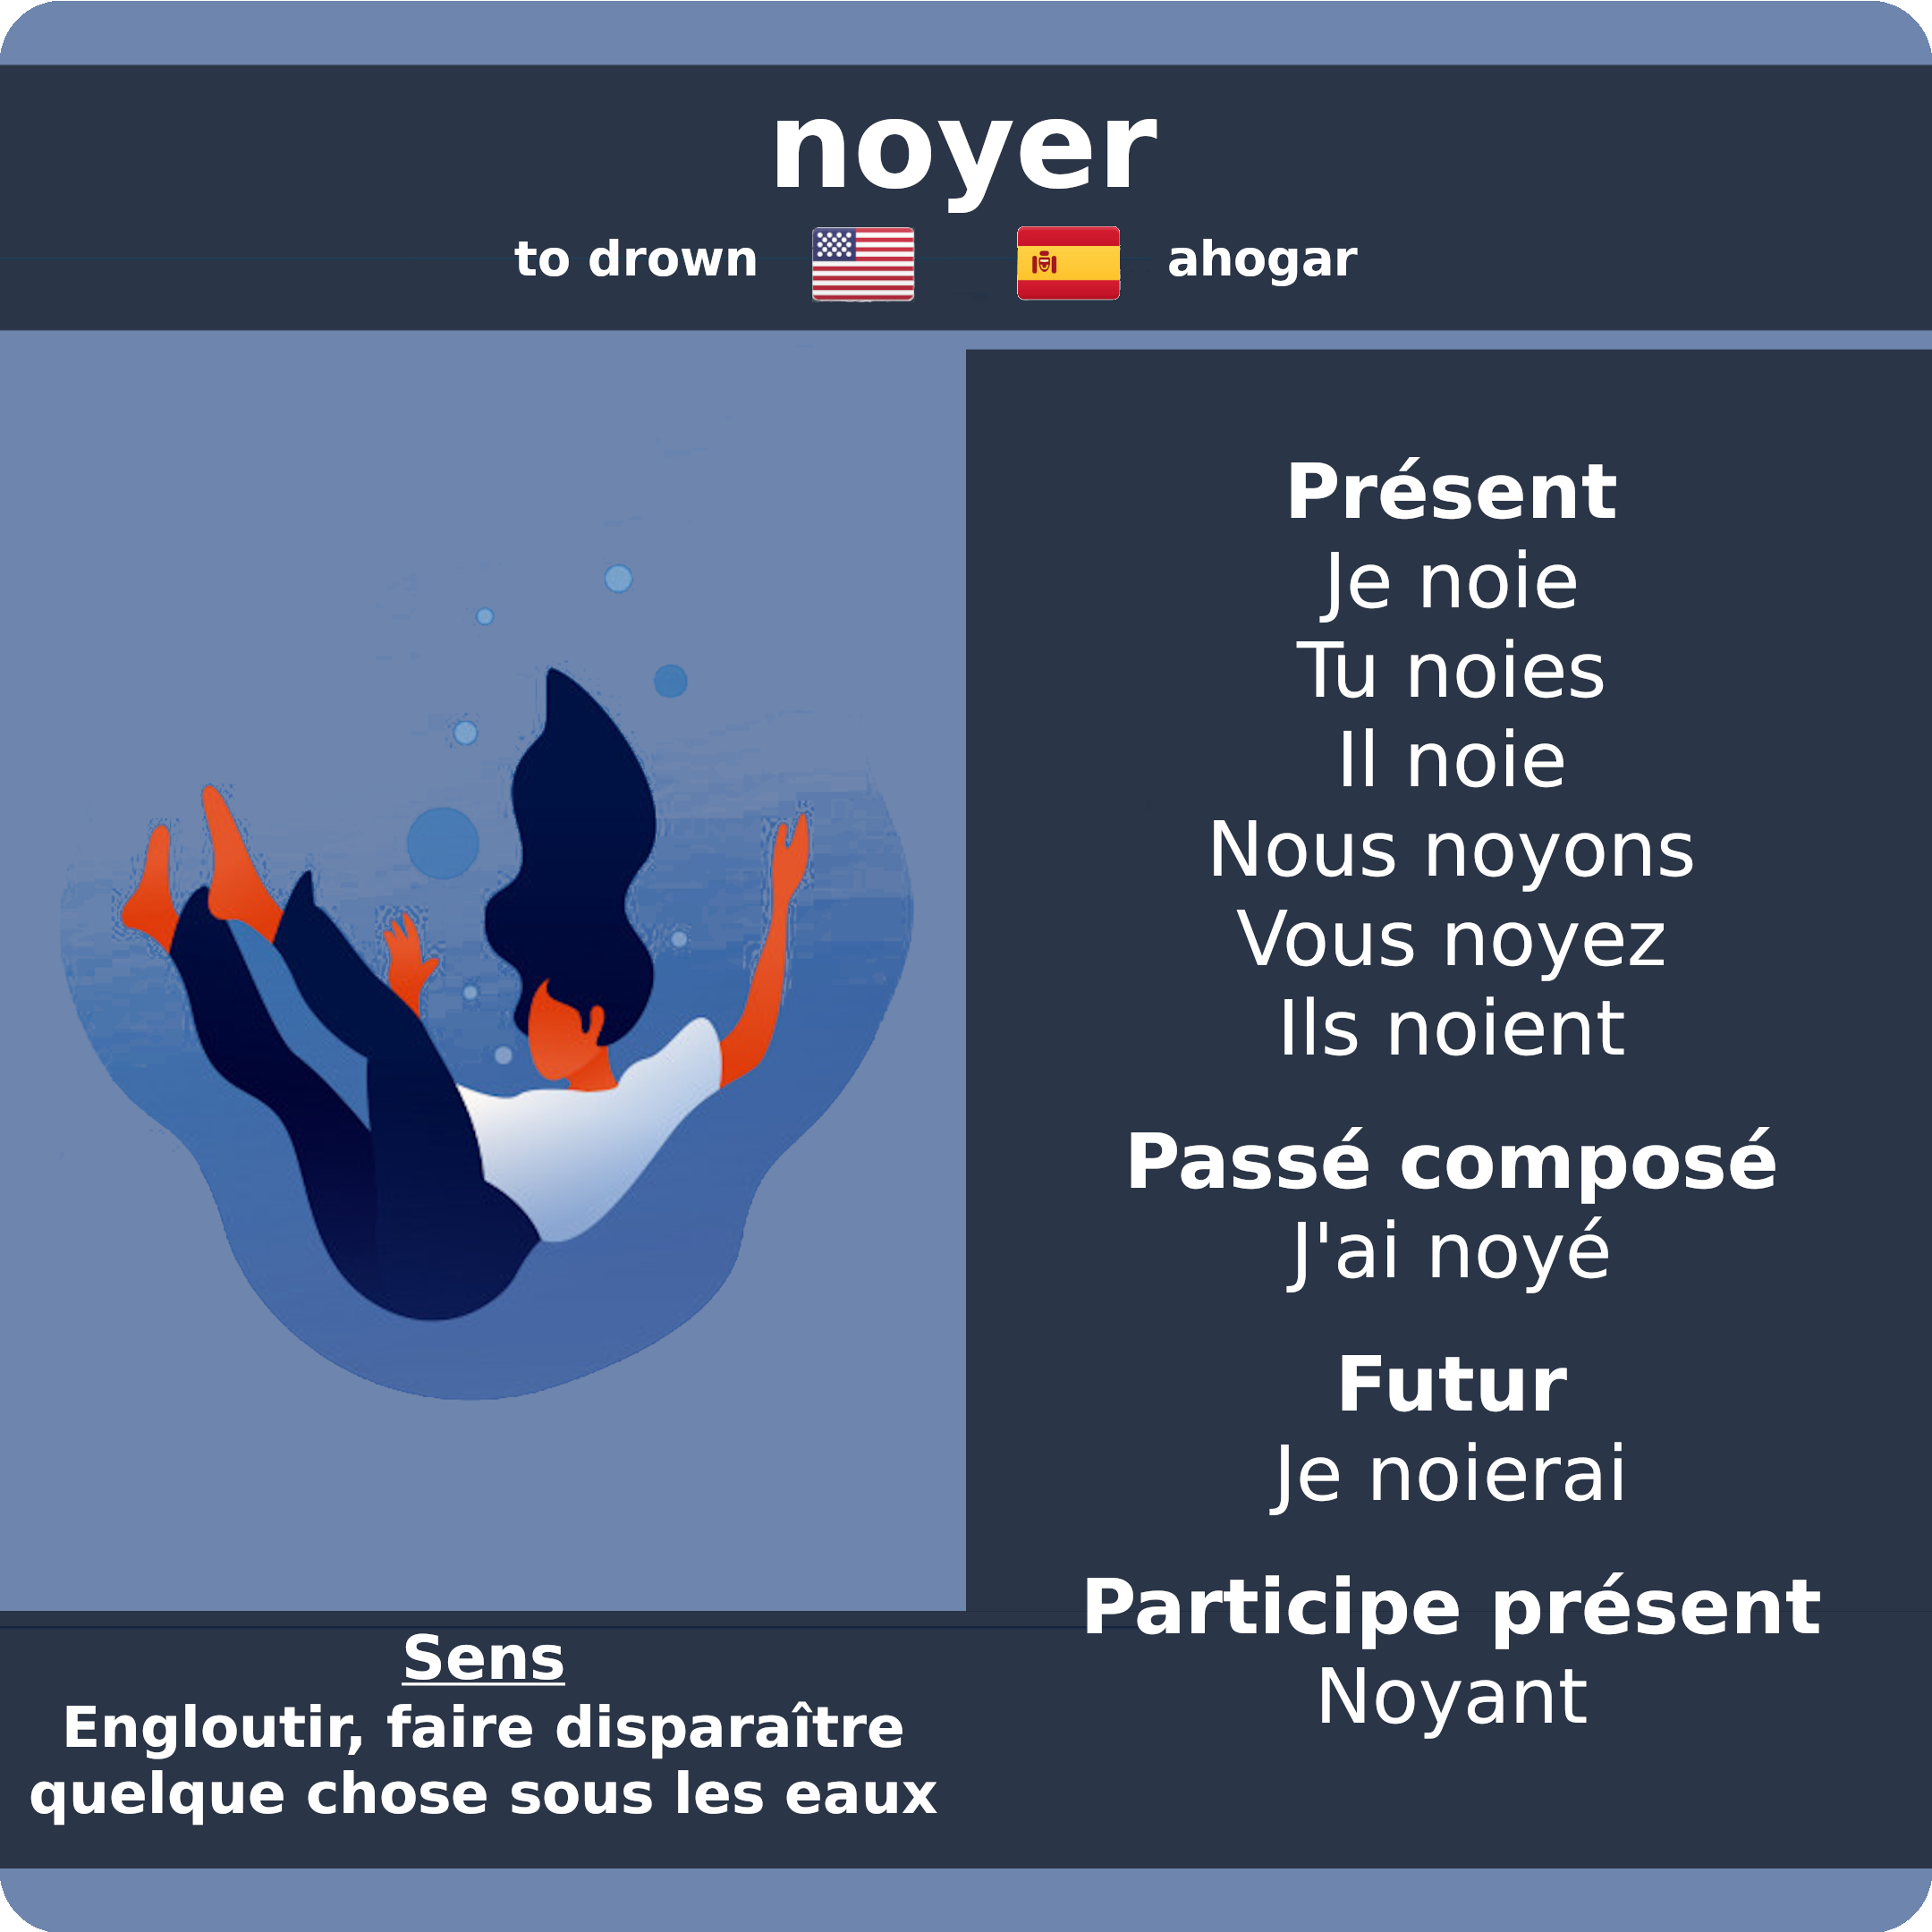 noyer
to drown ahogar
Présent
Je noie
Tu noies
Il noie
Nous noyons
Vous noyez
Ils noient
Passé composé
J'ai noyé
Futur
Je noierai
Participe présent
Noyant
Sens
Engloutir, faire disparaître
quelque chose sous les eaux